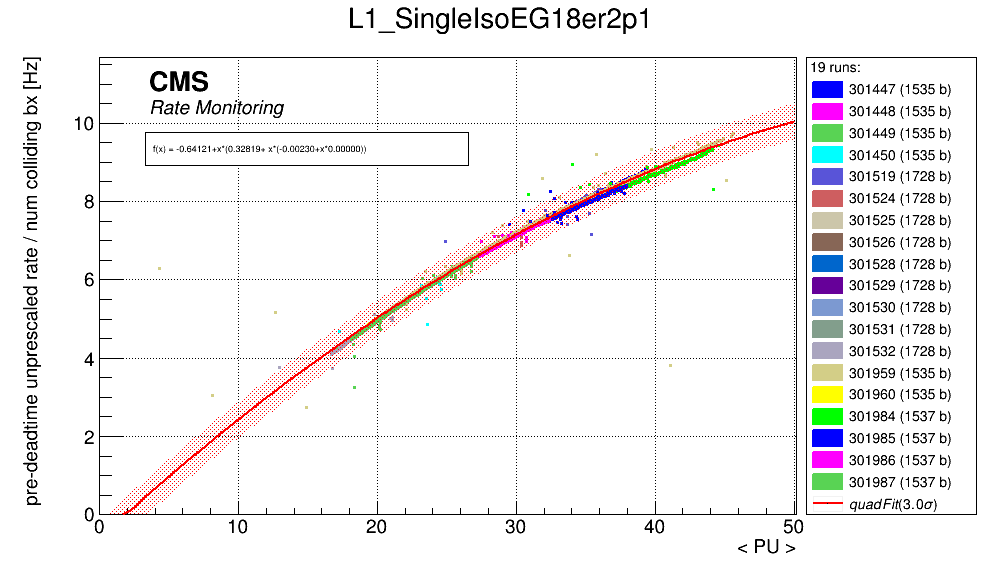 L1_SingleIsoEG18er2p1
pre-deadtime unprescaled rate / num colliding bx [Hz]
CMS
Rate Monitoring
f(x) = -0.64121+x*(0.32819+ x*(-0.00230+x*0.00000))
10
8
6
4
2
0
0 10 20 30 40 50
< PU >
19 runs:
301447 (1535 b)
301448 (1535 b)
301449 (1535 b)
301450 (1535 b)
301519 (1728 b)
301524 (1728 b)
301525 (1728 b)
301526 (1728 b)
301528 (1728 b)
301529 (1728 b)
301530 (1728 b)
301531 (1728 b)
301532 (1728 b)
301959 (1535 b)
301960 (1535 b)
301984 (1537 b)
301985 (1537 b)
301986 (1537 b)
301987 (1537 b)
quadFit(3.0σ)